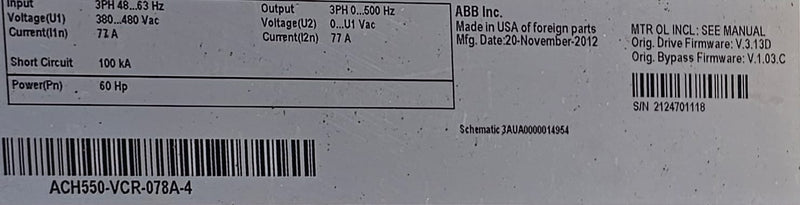 Input 3PH 48...63 Hz
Voltage(U1) 380...480 Vac
Current(I1n) 77 A
Short Circuit 100 kA
Power(Pn) 60 Hp
Output 3PH 0...500 Hz
Voltage(U2) 0...U1 Vac
Current(I2n) 77 A
ABB Inc.
Made in USA of foreign parts
Mfg. Date:20-November-2012
MTR OL INCL: SEE MANUAL
Orig. Drive Firmware: V.3.13D
Orig. Bypass Firmware: V.1.03.C
S/N 2124701118
Schematic 3AUA0000014954
ACH550-VCR-078A-4